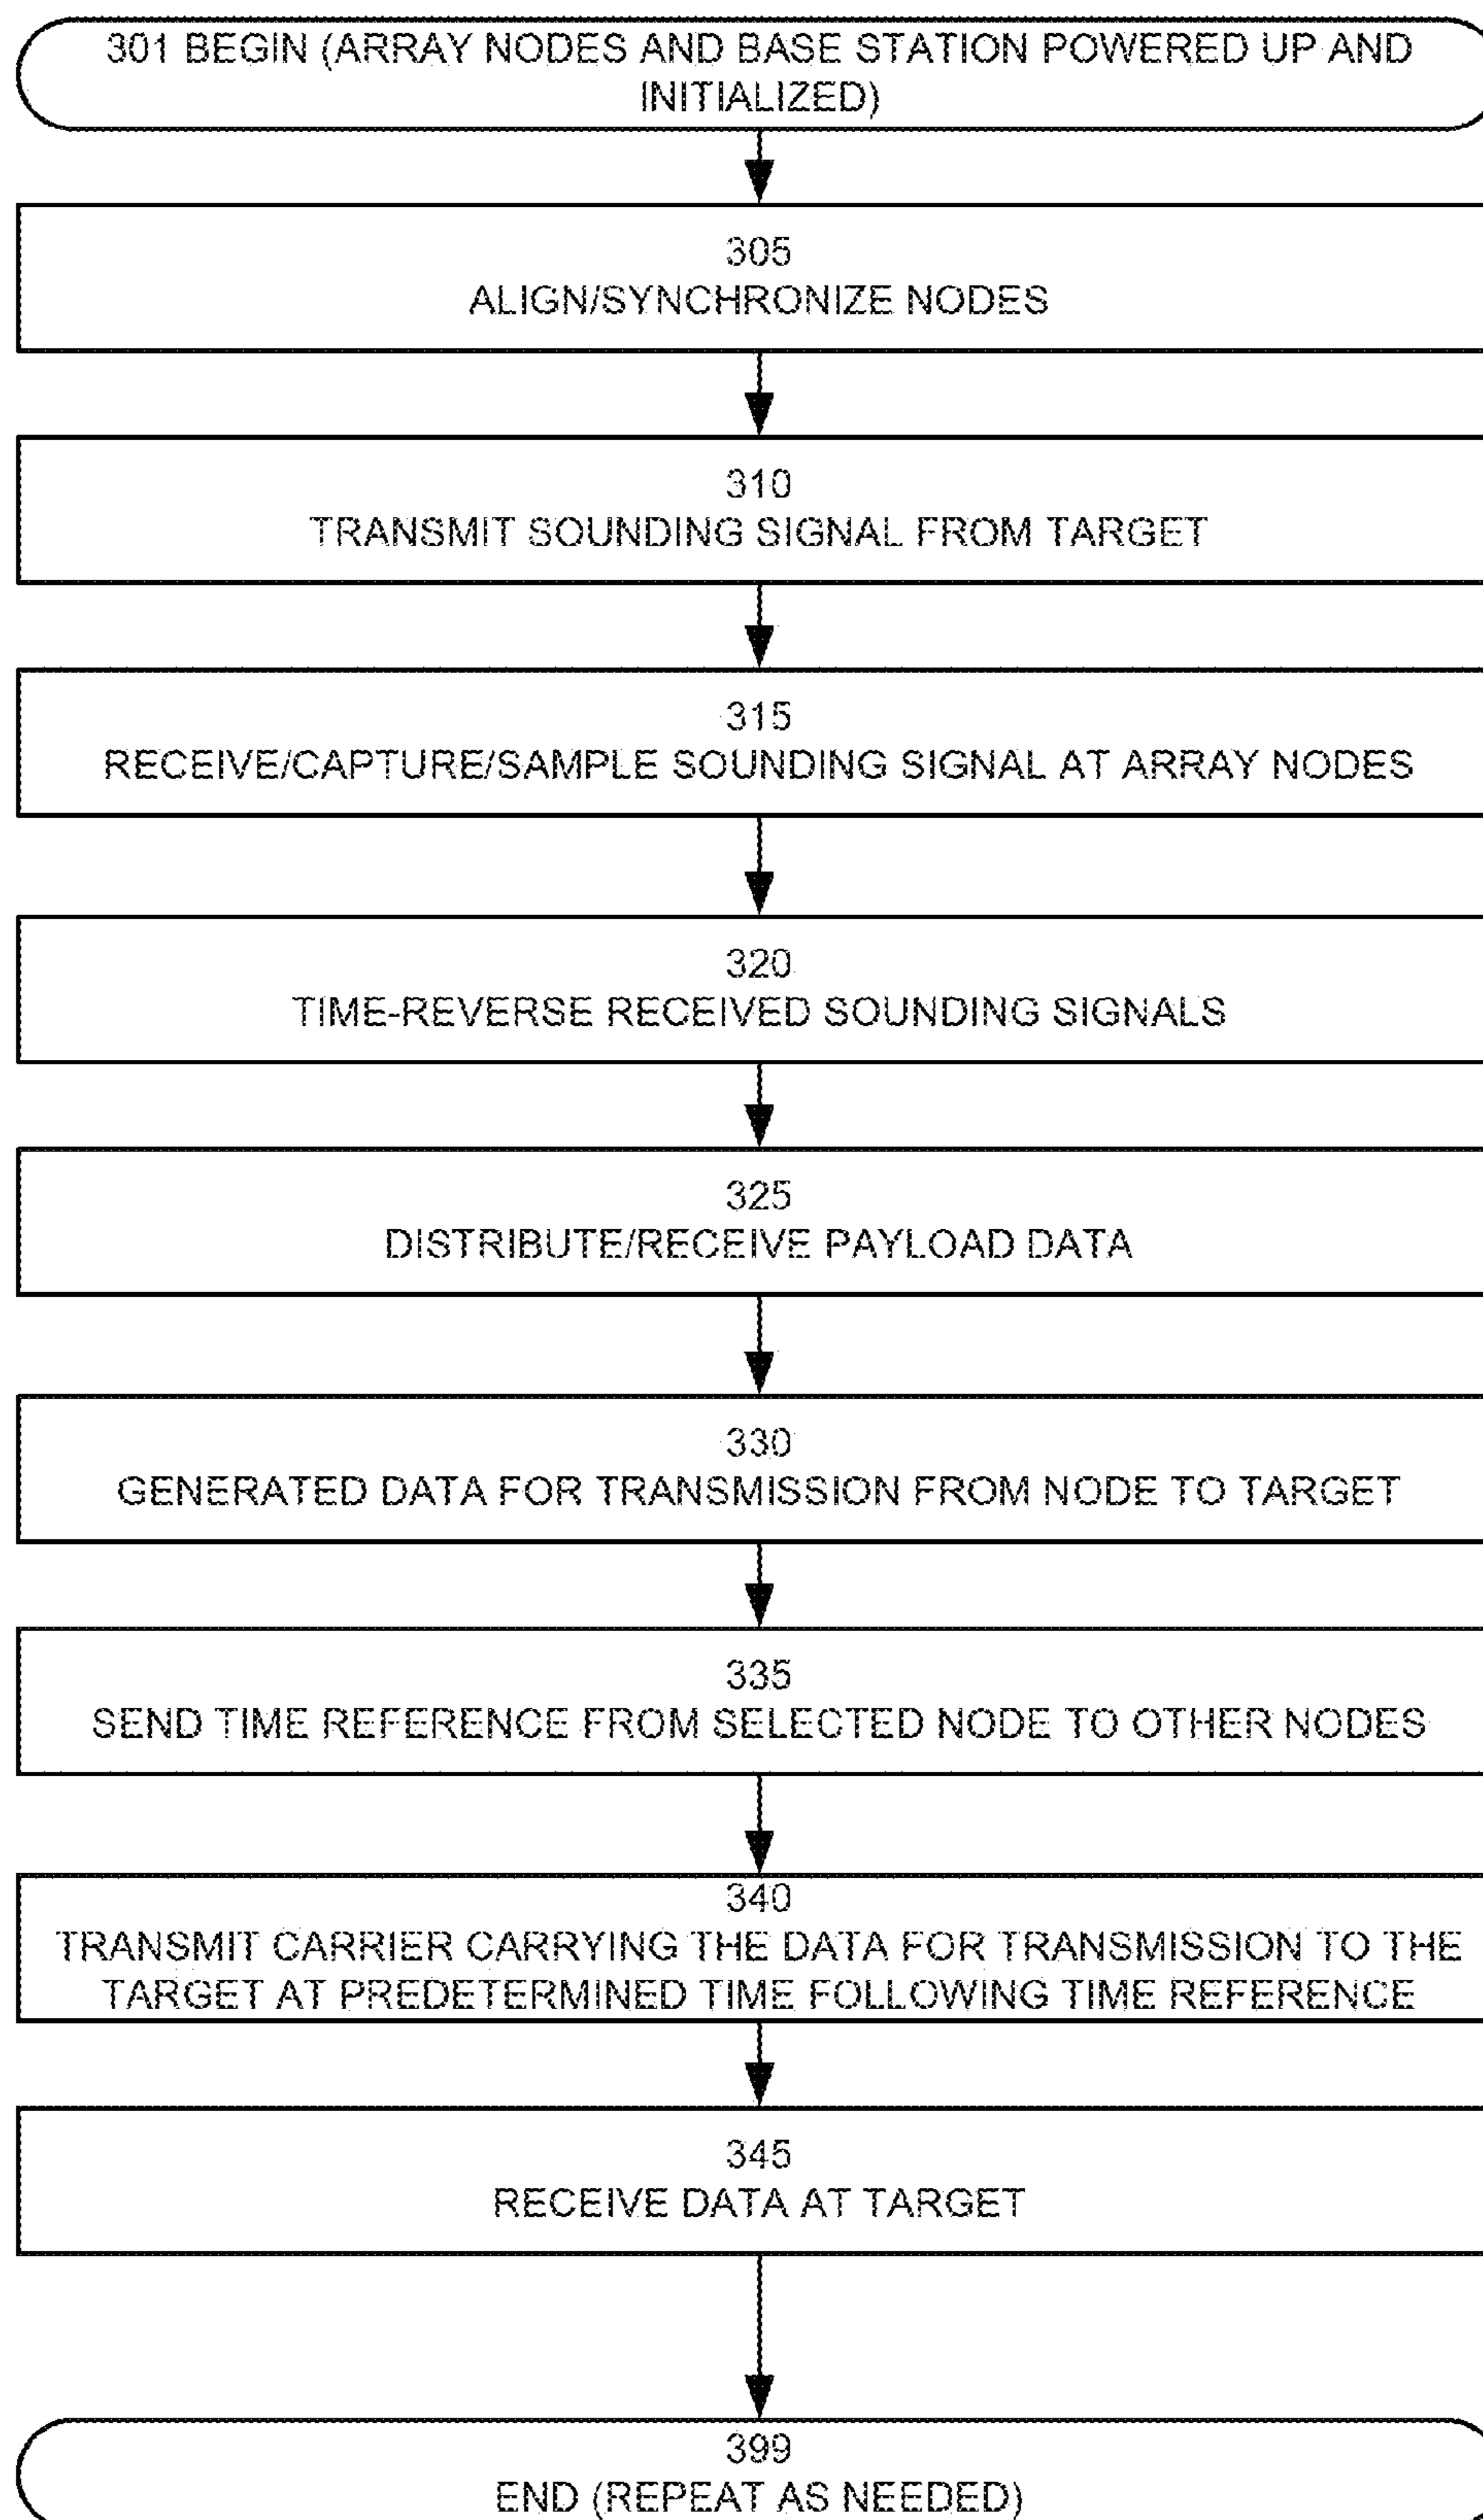 301 BEGIN (ARRAY NODES AND BASE STATION POWERED UP AND
INITIALIZED)
305
ALIGN/SYNCHRONIZE NODES
310
TRANSMIT SOUNDING SIGNAL FROM TARGET
315
RECEIVE/CAPTURE/SAMPLE SOUNDING SIGNAL AT ARRAY NODES
320
TIME-REVERSE RECEIVED SOUNDING SIGNALS
325
DISTRIBUTE/RECEIVE PAYLOAD DATA
330
GENERATED DATA FOR TRANSMISSION FROM NODE TO TARGET
335
SEND TIME REFERENCE FROM SELECTED NODE TO OTHER NODES
340
TRANSMIT CARRIER CARRYING THE DATA FOR TRANSMISSION TO THE
TARGET AT PREDETERMINED TIME FOLLOWING TIME REFERENCE
345
RECEIVE DATA AT TARGET
399
END (REPEAT AS NEEDED)